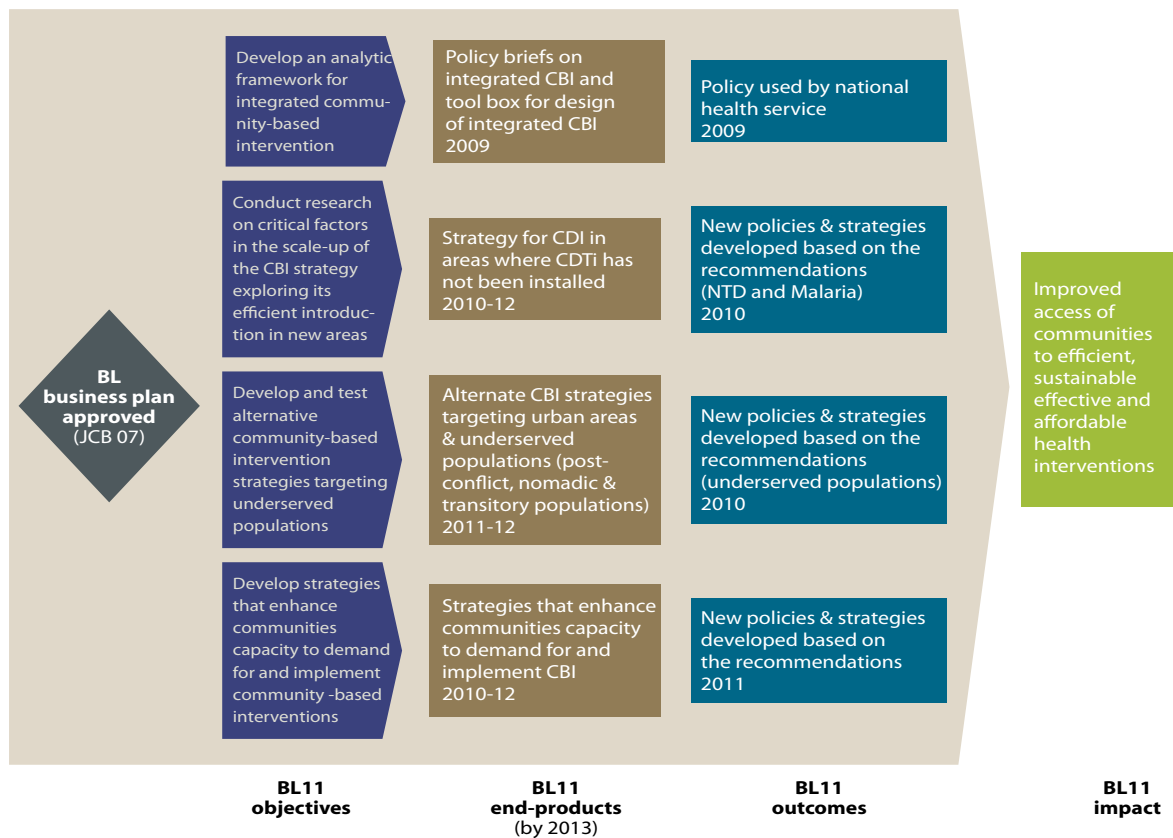 BL
business plan
approved
(JCB 07)
Develop an analytic
framework for
integrated commu-
nity-based
intervention
Policy briefs on
integrated CBI and
tool box for design
of integrated CBI
2009
Policy used by national
health service
2009
Conduct research
on critical factors
in the scale-up of
the CBI strategy
exploring its
efficient introduc-
tion in new areas
Strategy for CDI in
areas where CDTi has
not been installed
2010-12
New policies & strategies
developed based on the
recommendations
(NTD and Malaria)
2010
Develop and test
alternative
community-based
intervention
strategies targeting
underserved
populations
Alternate CBI strategies
targeting urban areas
& underserved
populations (post-
conflict, nomadic &
transitory populations)
2011-12
New policies & strategies
developed based on the
recommendations
(underserved populations)
2010
Develop strategies
that enhance
communities
capacity to demand
for and implement
community -based
interventions
Strategies that enhance
communities capacity
to demand for and
implement CBI
2010-12
New policies & strategies
developed based on
the recommendations
2011
Improved
access of
communities
to efficient,
sustainable
effective and
affordable
health
interventions
BL11
objectives
BL11
end-products
(by 2013)
BL11
outcomes
BL11
impact